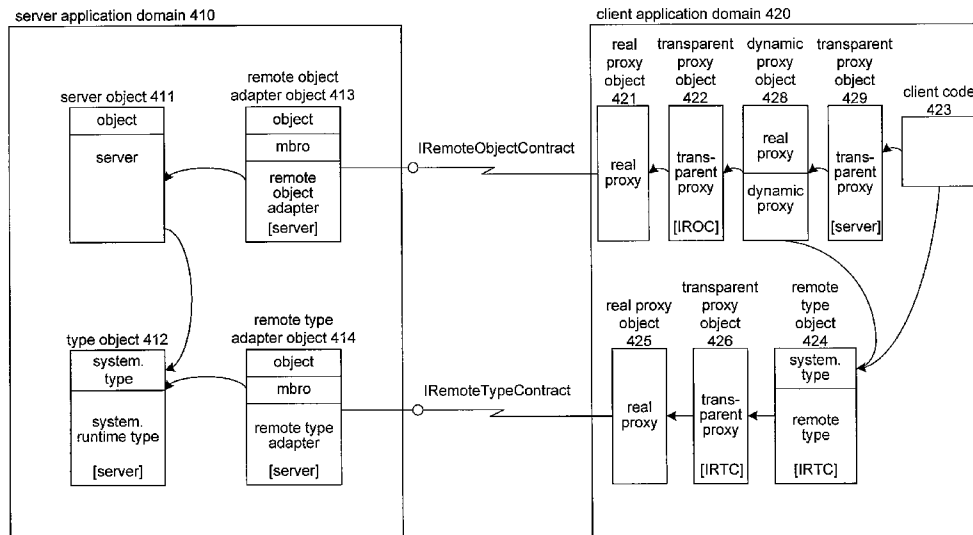 server application domain 410
client application domain 420
server object 411
object
server
remote object
adapter object 413
object
mbro
remote
object
adapter
[server]
IRemoteObjectContract
real
proxy
object
421
real
proxy
transparent
proxy
object
422
trans-
parent
proxy
[IROC]
dynamic
proxy
object
428
real
proxy
dynamic
proxy
transparent
proxy
object
429
trans-
parent
proxy
[server]
client code
423
type object 412
system.
type
system.
runtime type
[server]
remote type
adapter object 414
object
mbro
remote type
adapter
[server]
IRemoteTypeContract
real proxy
object
425
real
proxy
transparent
proxy
object
426
trans-
parent
proxy
[IRTC]
remote
type
object
424
system.
type
remote
type
[IRTC]